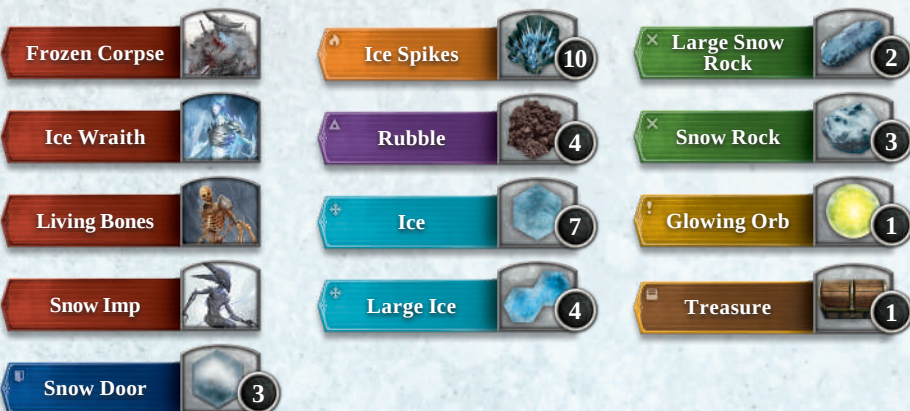 Frozen Corpse
Ice Wraith
Living Bones
Snow Imp
Snow Door
3
Ice Spikes
10
Rubble
4
Ice
7
Large Ice
4
Large Snow
Rock
2
Snow Rock
3
Glowing Orb
1
Treasure
1